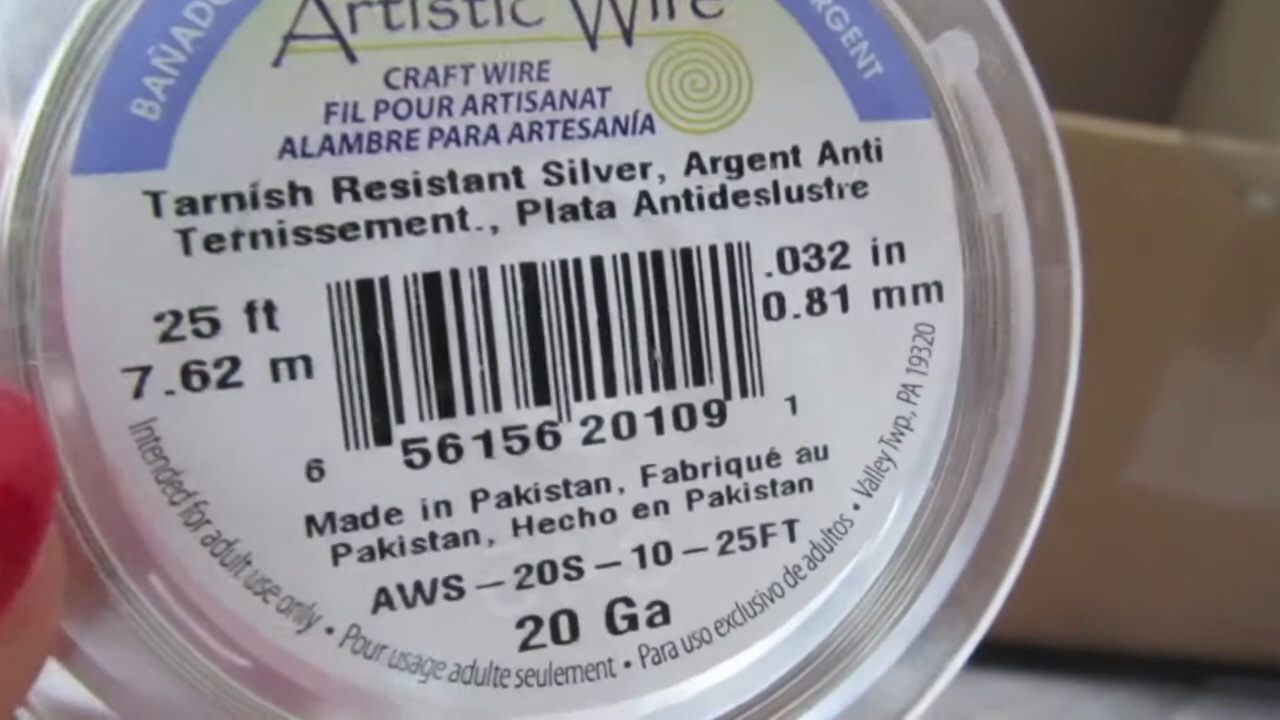 Artistic Wire
BAÑADO
ARGENT
CRAFT WIRE
FIL POUR ARTISANAT
ALAMBRE PARA ARTESANÍA
Tarnish Resistant Silver, Argent Anti
Ternissement., Plata Antideslustre
25 ft
7.62 m
.032 in
0.81 mm
6 56156 20109 1
Made in Pakistan, Fabriqué au
Pakistan, Hecho en Pakistan
AWS-20S-10-25FT
20 Ga
Intended for adult use only • Pour usage adulte seulement • Para uso exclusivo de adultos • Valley Twp, PA 19320